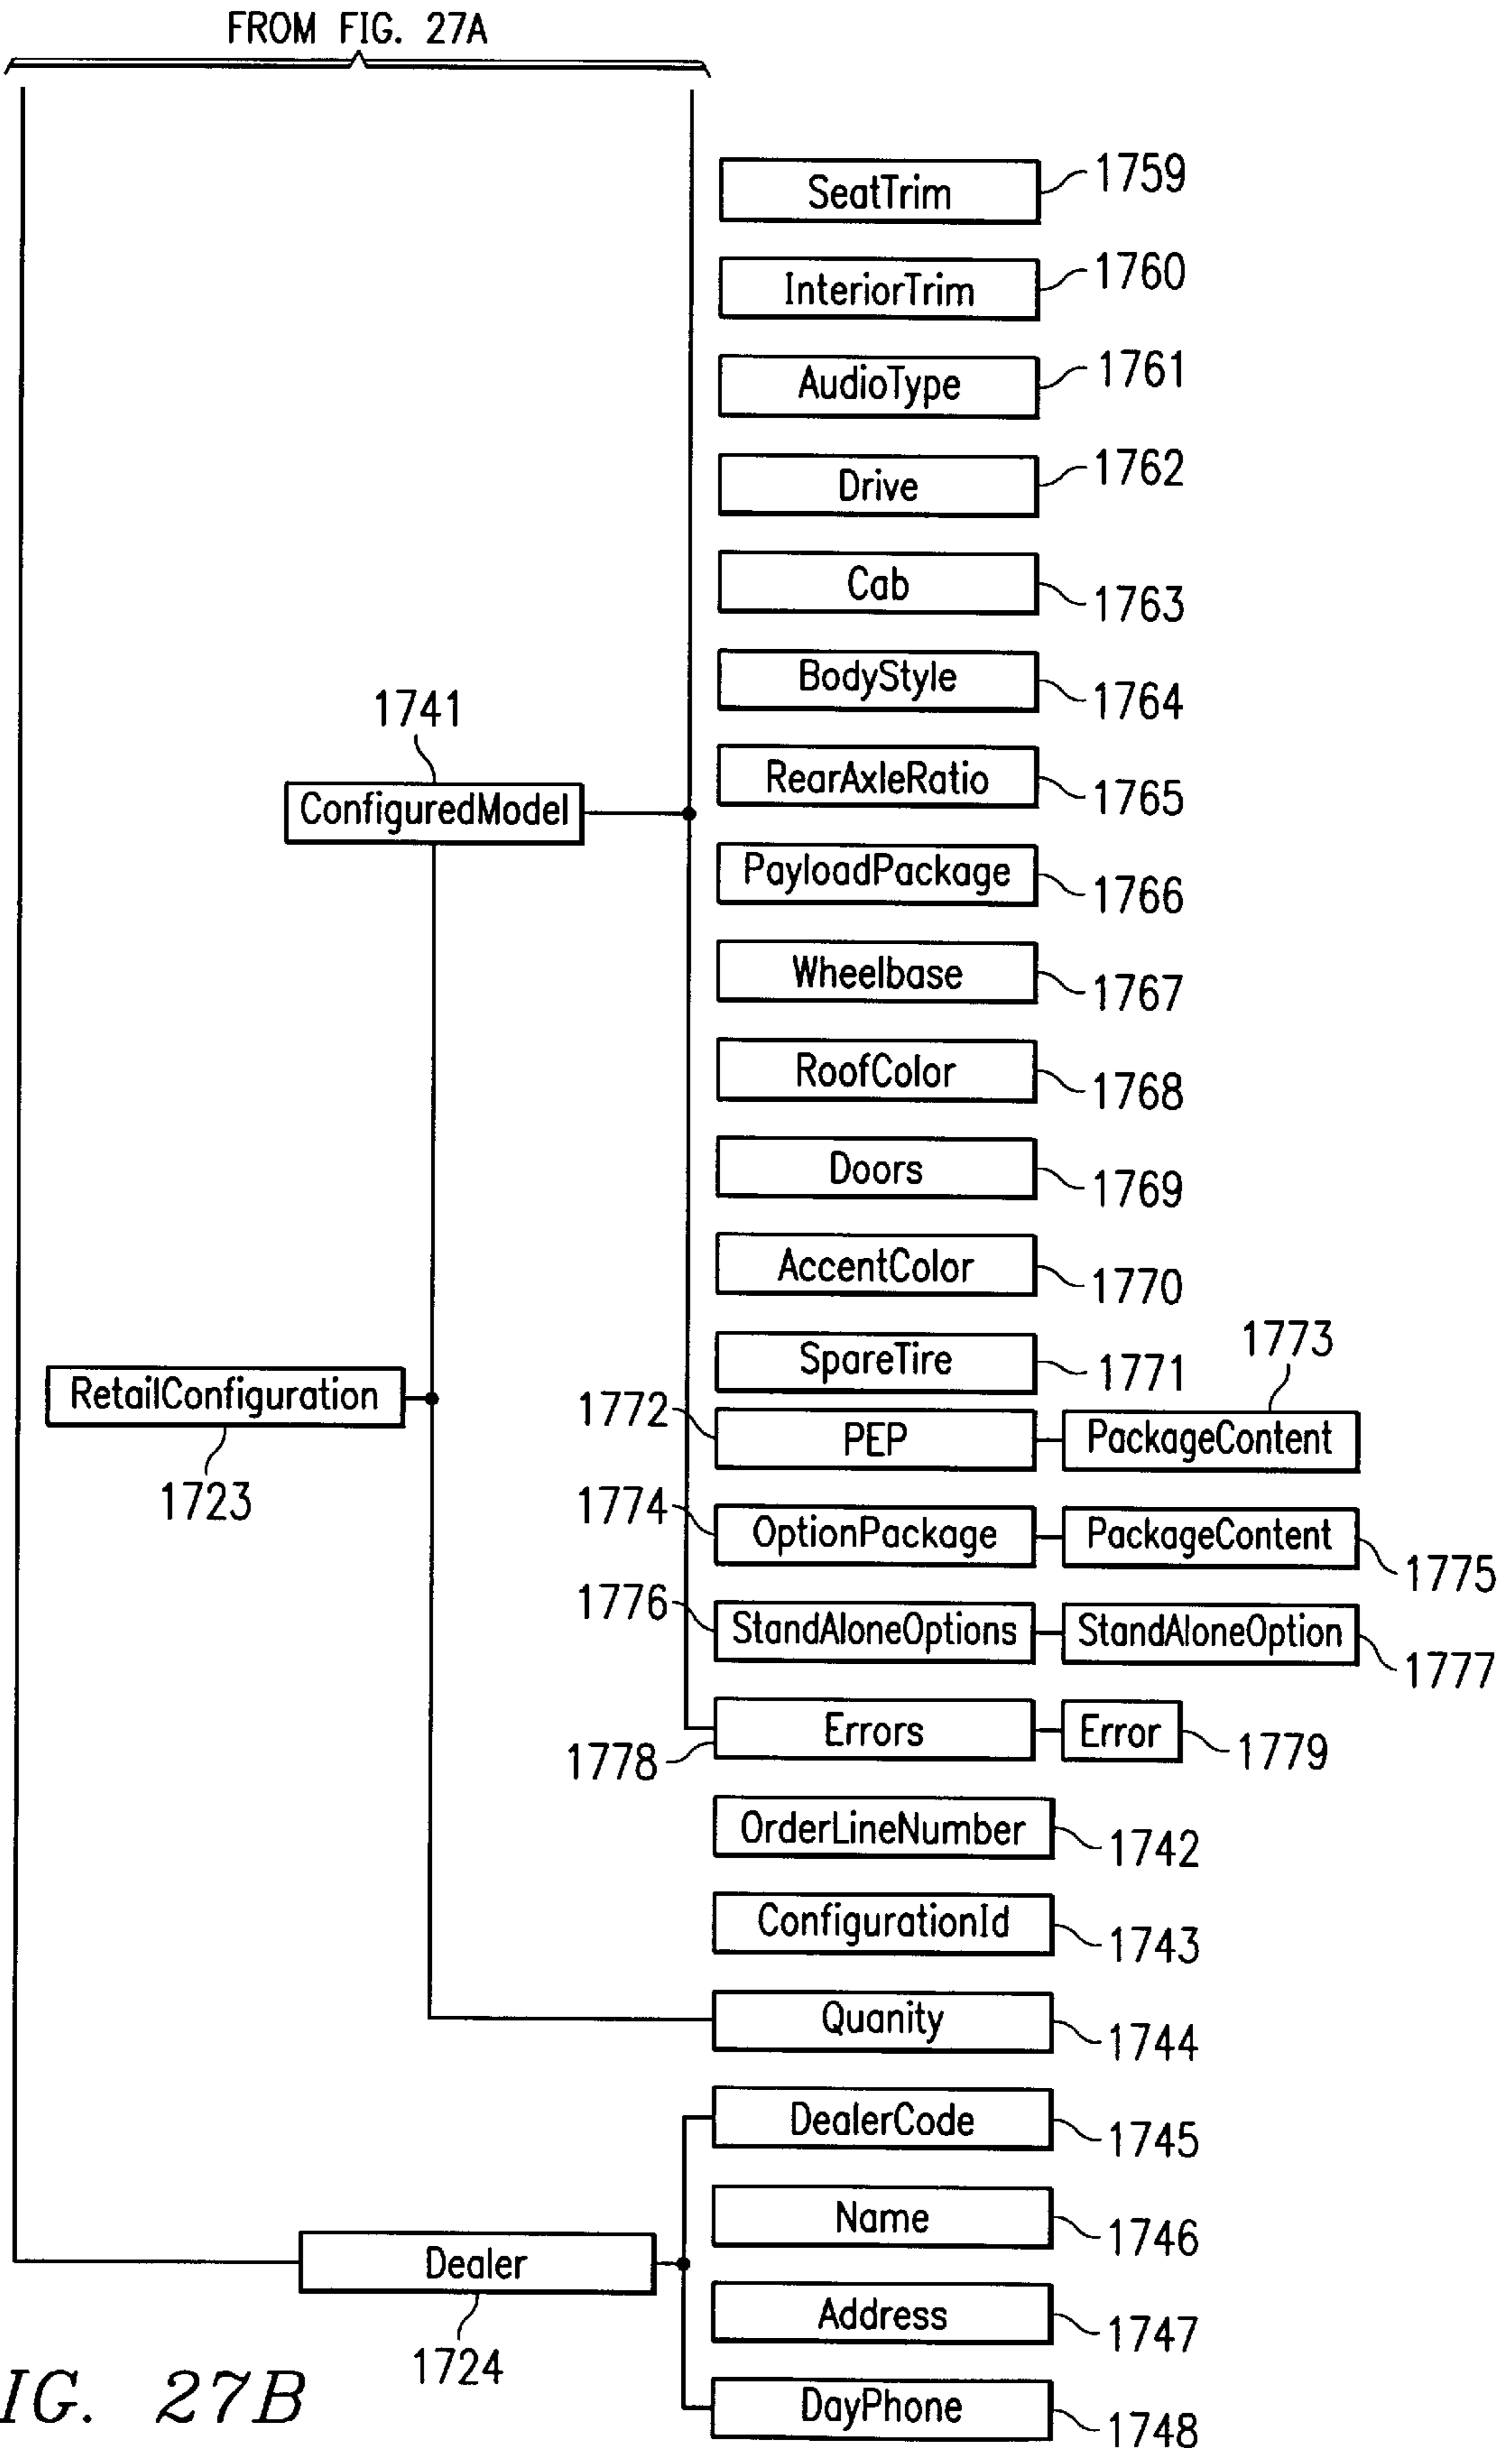 FROM FIG. 27A
SeatTrim 1759
InteriorTrim 1760
AudioType 1761
Drive 1762
Cab 1763
BodyStyle 1764
1741
ConfiguredModel
RearAxleRatio 1765
PayloadPackage 1766
Wheelbase 1767
RoofColor 1768
Doors 1769
AccentColor 1770
SpareTire 1771
1773
RetailConfiguration
1723
1772 PEP PackageContent
1774 OptionPackage PackageContent 1775
1776 StandAloneOptions StandAloneOption 1777
1778 Errors Error 1779
OrderLineNumber 1742
ConfigurationId 1743
Quanity 1744
DealerCode 1745
Name 1746
Dealer
1724
Address 1747
DayPhone 1748
IG. 27B